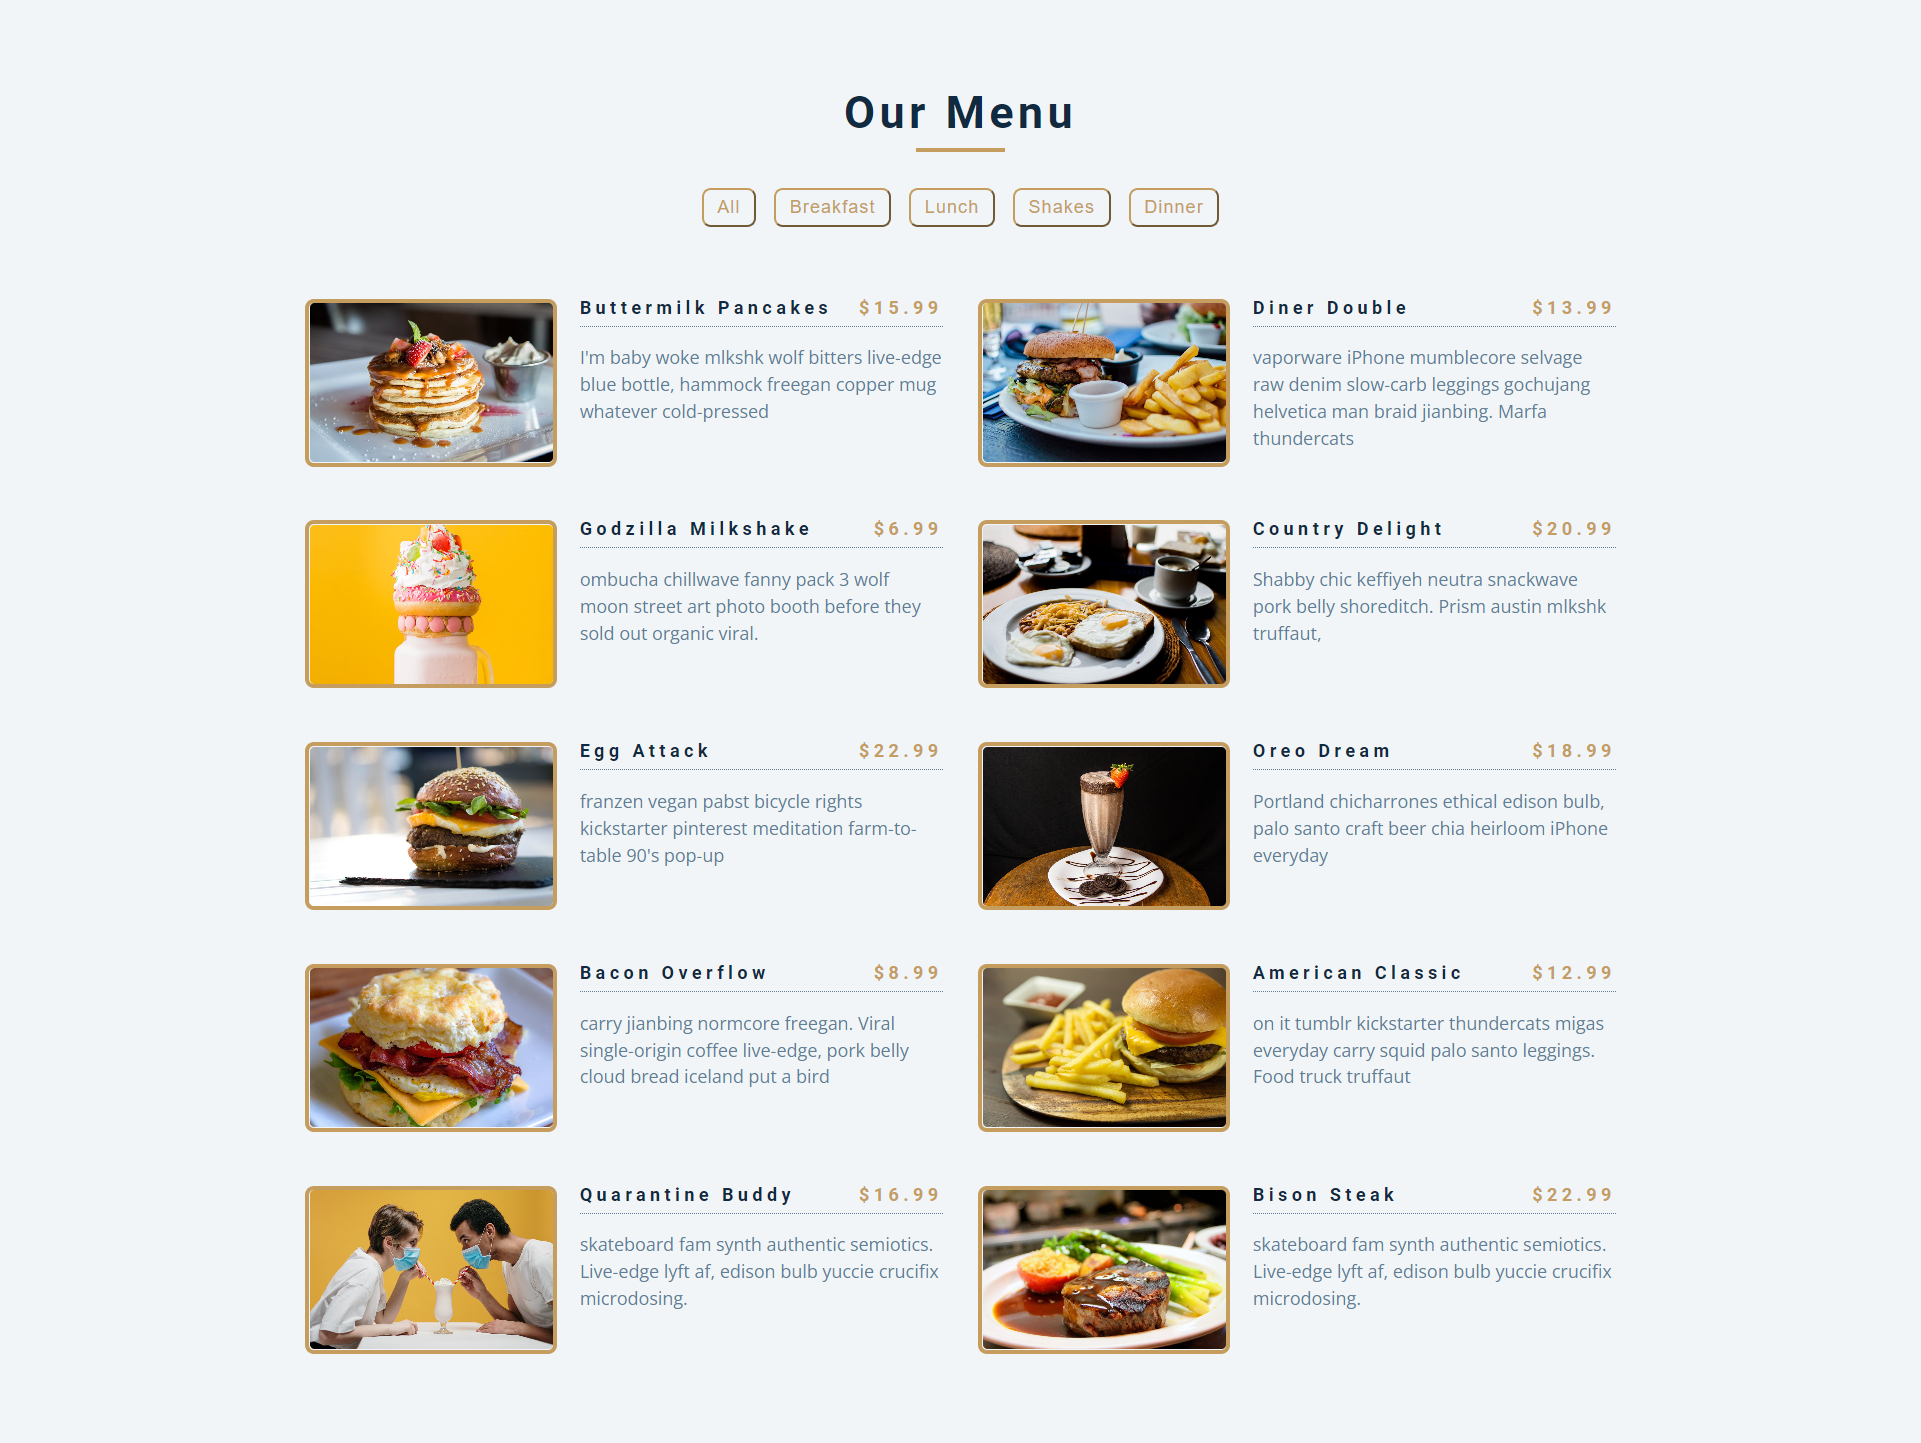 Our Menu
All
Breakfast
Lunch
Shakes
Dinner
Buttermilk Pancakes $15.99
I'm baby woke mlkshk wolf bitters live-edge
blue bottle, hammock freegan copper mug
whatever cold-pressed
Diner Double $13.99
vaporware iPhone mumblecore selvage
raw denim slow-carb leggings gochujang
helvetica man braid jianbing. Marfa
thundercats
Godzilla Milkshake $6.99
ombucha chillwave fanny pack 3 wolf
moon street art photo booth before they
sold out organic viral.
Country Delight $20.99
Shabby chic keffiyeh neutra snackwave
pork belly shoreditch. Prism austin mlkshk
truffaut,
Egg Attack $22.99
franzen vegan pabst bicycle rights
kickstarter pinterest meditation farm-to-
table 90's pop-up
Oreo Dream $18.99
Portland chicharrones ethical edison bulb,
palo santo craft beer chia heirloom iPhone
everyday
Bacon Overflow $8.99
carry jianbing normcore freegan. Viral
single-origin coffee live-edge, pork belly
cloud bread iceland put a bird
American Classic $12.99
on it tumblr kickstarter thundercats migas
everyday carry squid palo santo leggings.
Food truck truffaut
Quarantine Buddy $16.99
skateboard fam synth authentic semiotics.
Live-edge lyft af, edison bulb yuccie crucifix
microdosing.
Bison Steak $22.99
skateboard fam synth authentic semiotics.
Live-edge lyft af, edison bulb yuccie crucifix
microdosing.